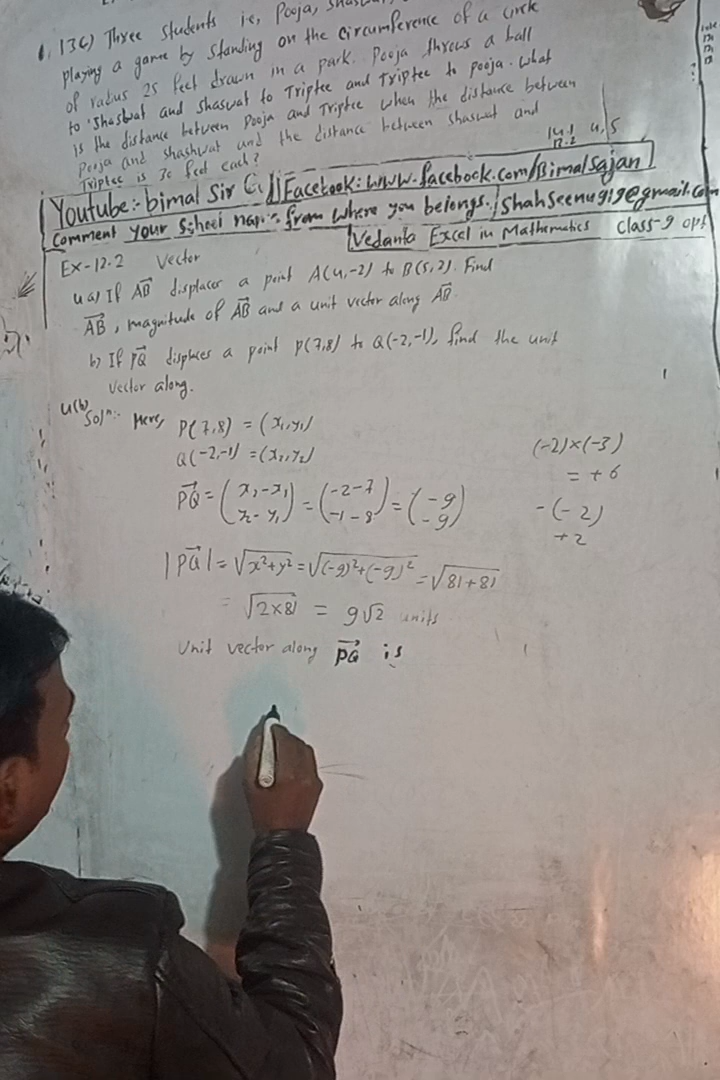 1. 13c) Three students ie, Pooja,
playing a game by standing on the circumference of a circle
of radius 25 feet drawn in a park. Pooja throws a ball
to Shashwat and Shaswat to Triptee and Triptee to pooja. what
is the distance between Pooja and Triptee when the distance between
Pooja and shashwat and the distance between shaswat and
Triptee is 30 feet each?
12.2
Youtube:- bimal Sir
Facebook: www.facebook.com/Bimalsajan
Comment your School name from where you belongs. / Shahseenu919@gmail.com
Vedanta Excel in Mathematics class-9 opt
Ex-12.2 Vector
4 a) If AB⃗ displaces a point A(4,-2) to B(5,2). Find
AB⃗, magnitude of AB⃗ and a unit vector along AB⃗.
b) If PQ⃗ displaces a point P(7,8) to Q(-2,-1), find the unit
vector along.
4(b)
Solⁿ:- Here, P(7,8) = (x₁,y₁)
Q(-2,-1) = (x₂,y₂)
PQ⃗ = (x₂-x₁ y₂-y₁) = (-2-7 -1-8) = (-9 -9)
|PQ⃗| = √x²+y² = √(-9)²+(-9)² = √81+81
= √2×81 = 9√2 units
Unit vector along PQ⃗ is
(-2)×(-3)
= +6
-(-2)
+2